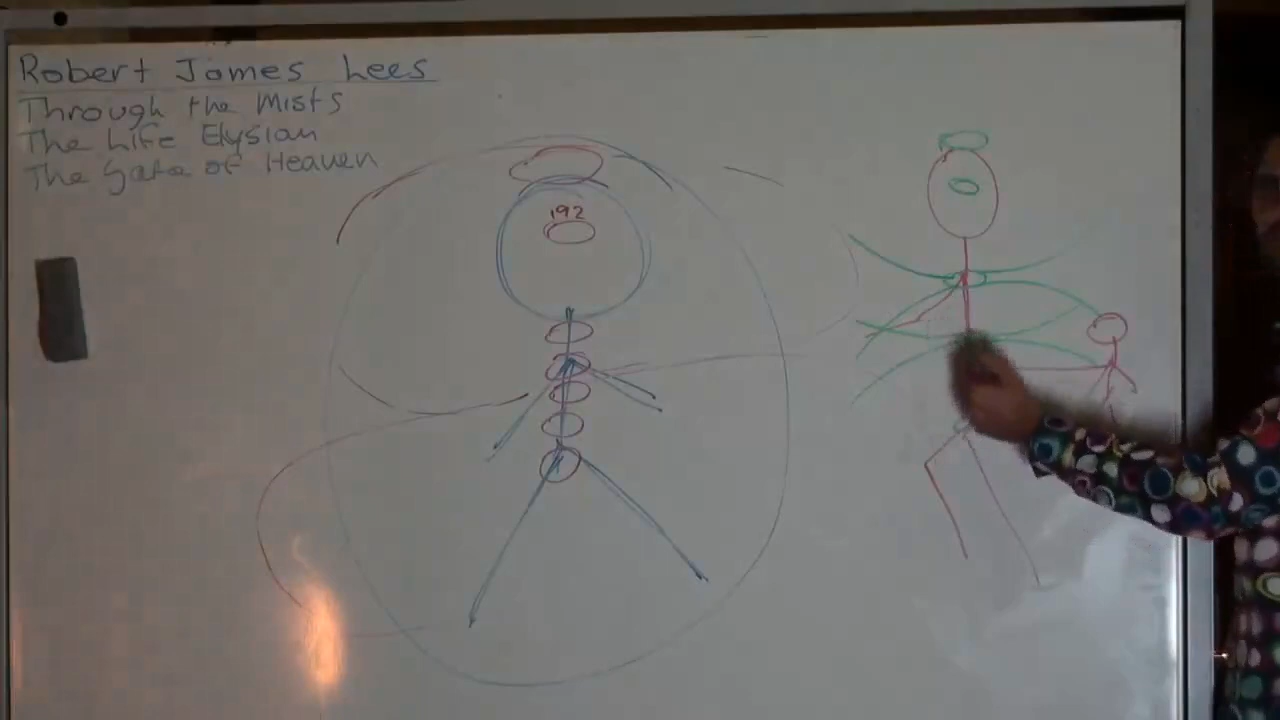 Robert James Lees
Through the Mists
The Life Elysian
The Gate of Heaven
192